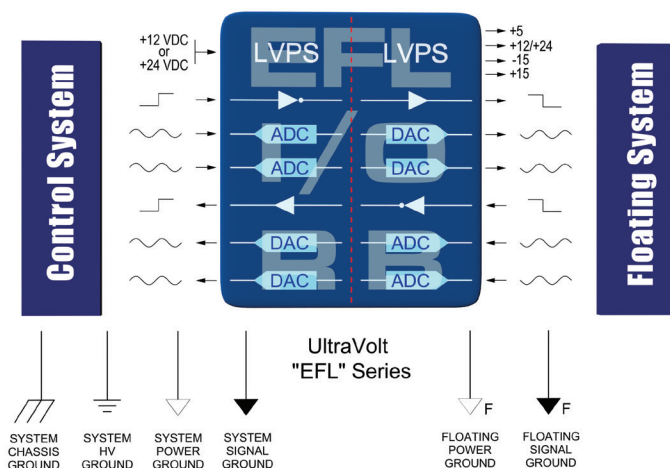 +12 VDC
or
+24 VDC
EFL
LVPS
LVPS
+5
+12/+24
-15
+15
Control System
Floating System
I/O
ADC
DAC
ADC
DAC
BB
DAC
ADC
DAC
ADC
UltraVolt
"EFL" Series
F
F
SYSTEM
CHASSIS
GROUND
SYSTEM
HV
GROUND
SYSTEM
POWER
GROUND
SYSTEM
SIGNAL
GROUND
FLOATING
POWER
GROUND
FLOATING
SIGNAL
GROUND